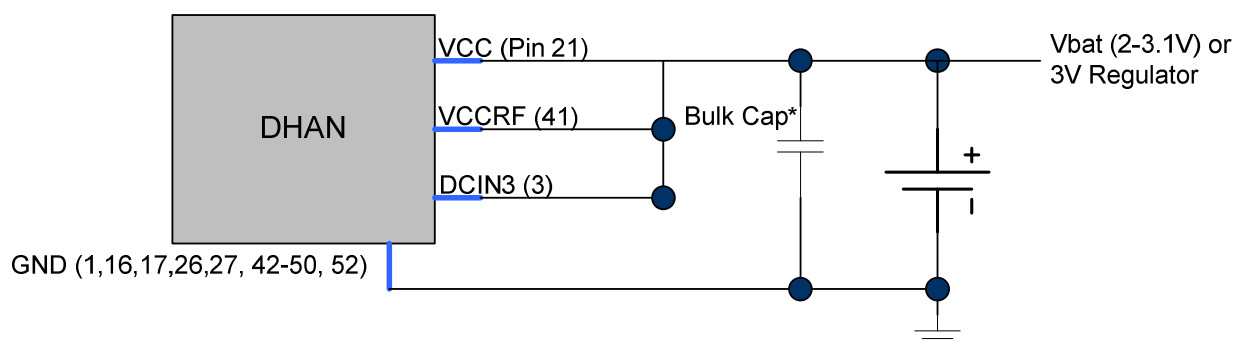 VCC (Pin 21)
Vbat (2-3.1V) or
3V Regulator
DHAN
VCCRF (41)
Bulk Cap*
DCIN3 (3)
+
-
GND (1,16,17,26,27, 42-50, 52)